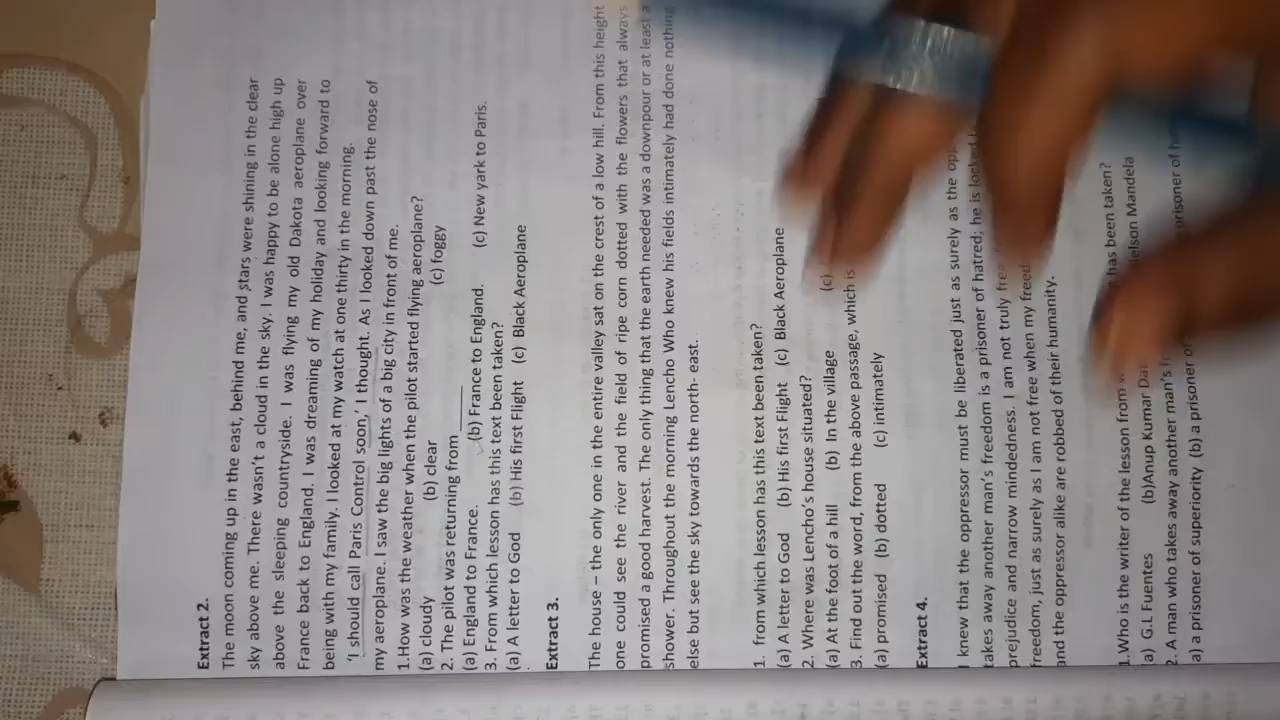 Extract 2.
The moon coming up in the east, behind me, and stars were shining in the clear
sky above me. There wasn't a cloud in the sky. I was happy to be alone high up
above the sleeping countryside. I was flying my old Dakota aeroplane over
France back to England. I was dreaming of my holiday and looking forward to
being with my family. I looked at my watch at one thirty in the morning.
'I should call Paris Control soon,' I thought. As I looked down past the nose of
my aeroplane. I saw the big lights of a big city in front of me.
1.How was the weather when the pilot started flying aeroplane?
(a) cloudy (b) clear (c) foggy
2. The pilot was returning from ______
(a) England to France. (b) France to England. (c) New yark to Paris.
3. From which lesson has this text been taken?
(a) A letter to God (b) His first Flight (c) Black Aeroplane
Extract 3.
The house – the only one in the entire valley sat on the crest of a low hill. From this height
one could see the river and the field of ripe corn dotted with the flowers that always
promised a good harvest. The only thing that the earth needed was a downpour or at least a
shower. Throughout the morning Lencho Who knew his fields intimately had done nothing
else but see the sky towards the north- east.
1. from which lesson has this text been taken?
(a) A letter to God (b) His first Flight (c) Black Aeroplane
2. Where was Lencho's house situated?
(a) At the foot of a hill (b) In the village (c)
3. Find out the word, from the above passage, which is
(a) promised (b) dotted (c) intimately
Extract 4.
I knew that the oppressor must be liberated just as surely as the
takes away another man's freedom is a prisoner of hatred; he is locked
prejudice and narrow mindedness. I am not truly free
freedom, just as surely as I am not free when my freed
and the oppressor alike are robbed of their humanity.
1.Who is the writer of the lesson from has been taken?
a) G.L Fuentes (b)Anup Kumar Nelson Mandela
2. A man who takes away another man's prisoner of
a) a prisoner of superiority (b) a prisoner